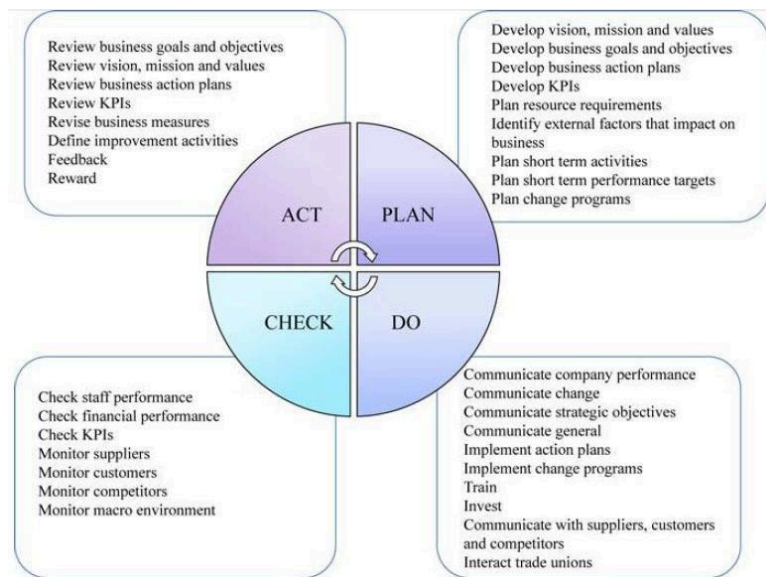 Review business goals and objectives
Review vision, mission and values
Review business action plans
Review KPIs
Revise business measures
Define improvement activities
Feedback
Reward
Develop vision, mission and values
Develop business goals and objectives
Develop business action plans
Develop KPIs
Plan resource requirements
Identify external factors that impact on
business
Plan short term activities
Plan short term performance targets
Plan change programs
ACT
PLAN
CHECK
DO
Check staff performance
Check financial performance
Check KPIs
Monitor suppliers
Monitor customers
Monitor competitors
Monitor macro environment
Communicate company performance
Communicate change
Communicate strategic objectives
Communicate general
Implement action plans
Implement change programs
Train
Invest
Communicate with suppliers, customers
and competitors
Interact trade unions